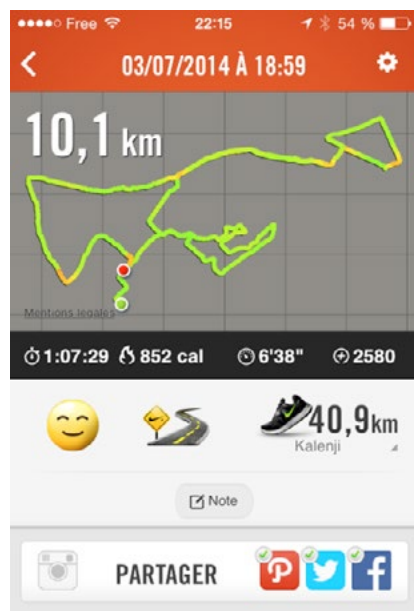 Free 22:15 54 %
03/07/2014 À 18:59
10,1 km
Mentions légales
1:07:29 852 cal 6'38" 2580
40,9km
Kalenji
Note
PARTAGER